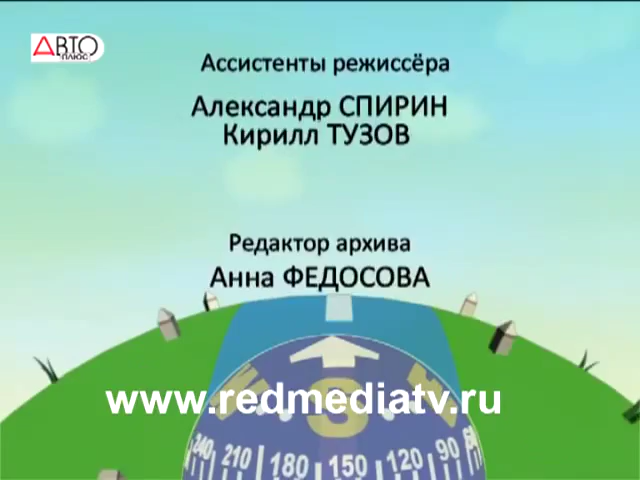 АВТО
ПЛЮС
Ассистенты режиссёра
Александр СПИРИН
Кирилл ТУЗОВ
Редактор архива
Анна ФЕДОСОВА
www.redmediatv.ru
S
240 210 180 150 120 90 60